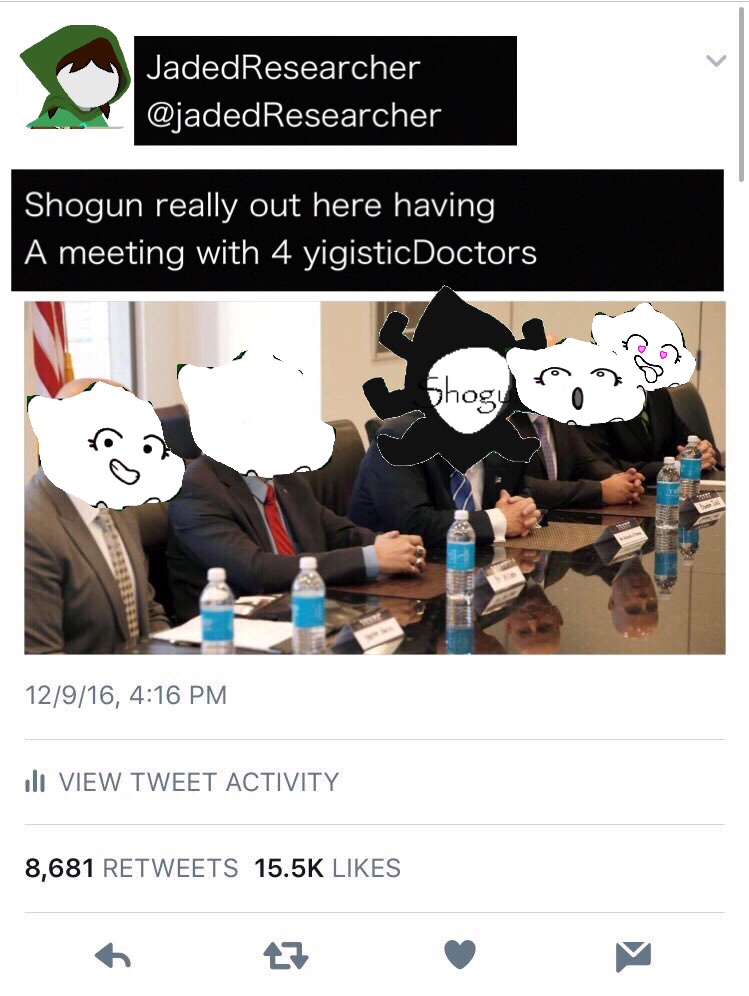 JadedResearcher
@jadedResearcher
Shogun really out here having
A meeting with 4 yigisticDoctors
Shogu
12/9/16, 4:16 PM
VIEW TWEET ACTIVITY
8,681 RETWEETS 15.5K LIKES